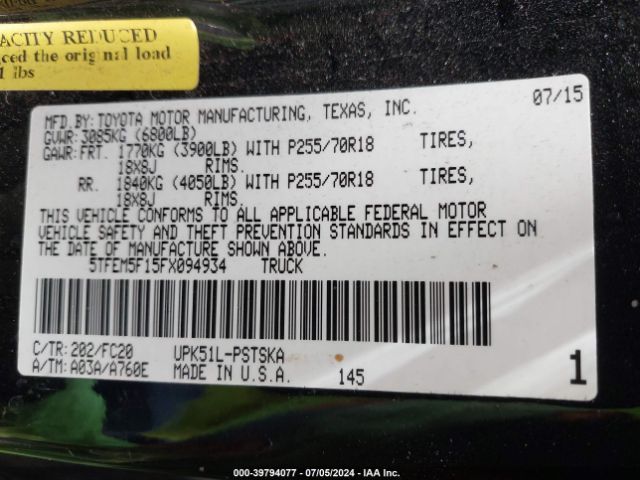 ACITY REDUCED
ced the original load
1 lbs
MFD.BY: TOYOTA MOTOR MANUFACTURING, TEXAS, INC. 07/15
GVWR: 3085KG (6800LB)
GAWR: FRT. 1770KG (3900LB) WITH P255/70R18 TIRES,
18X8J RIMS.
RR. 1840KG (4050LB) WITH P255/70R18 TIRES,
18X8J RIMS.
THIS VEHICLE CONFORMS TO ALL APPLICABLE FEDERAL MOTOR
VEHICLE SAFETY AND THEFT PREVENTION STANDARDS IN EFFECT ON
THE DATE OF MANUFACTURE SHOWN ABOVE.
5TFEM5F15FX094934 TRUCK
C/TR: 202/FC20 UPK51L-PSTSKA
A/TM: A03A/A760E MADE IN U.S.A. 145 1
000-39794077 - 07/05/2024 - IAA Inc.